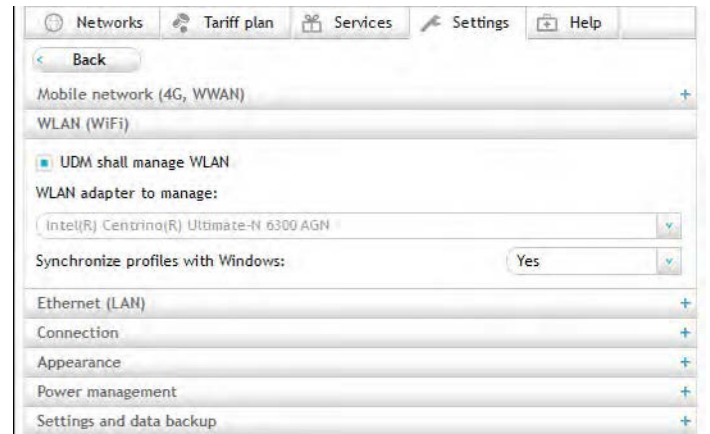 Networks Tariff plan Services Settings Help
Back
Mobile network (4G, WWAN)
WLAN (WiFi)
UDM shall manage WLAN
WLAN adapter to manage:
Intel(R) Centrino(R) Ultimate-N 6300 AGN
Synchronize profiles with Windows: Yes
Ethernet (LAN)
Connection
Appearance
Power management
Settings and data backup